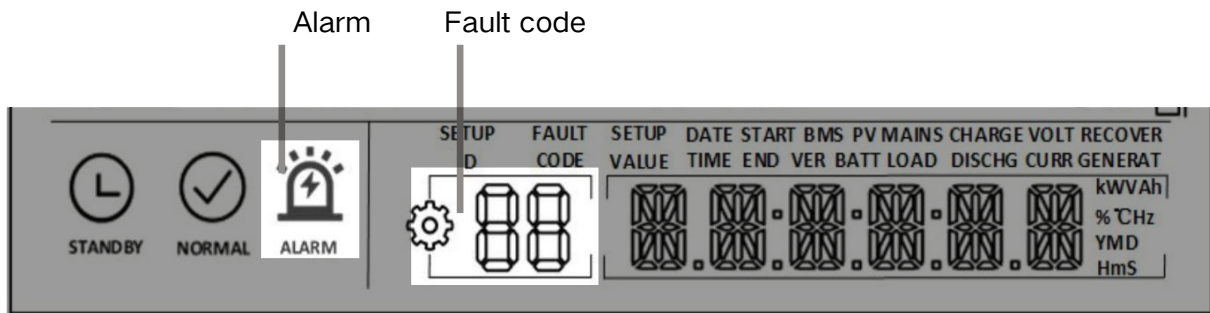 Alarm Fault code
SETUP FAULT SETUP DATE START BMS PV MAINS CHARGE VOLT RECOVER
D CODE VALUE TIME END VER BATT LOAD DISCHG CURR GENERAT
kWVAh
% ℃Hz
YMD
HmS
STANDBY NORMAL ALARM